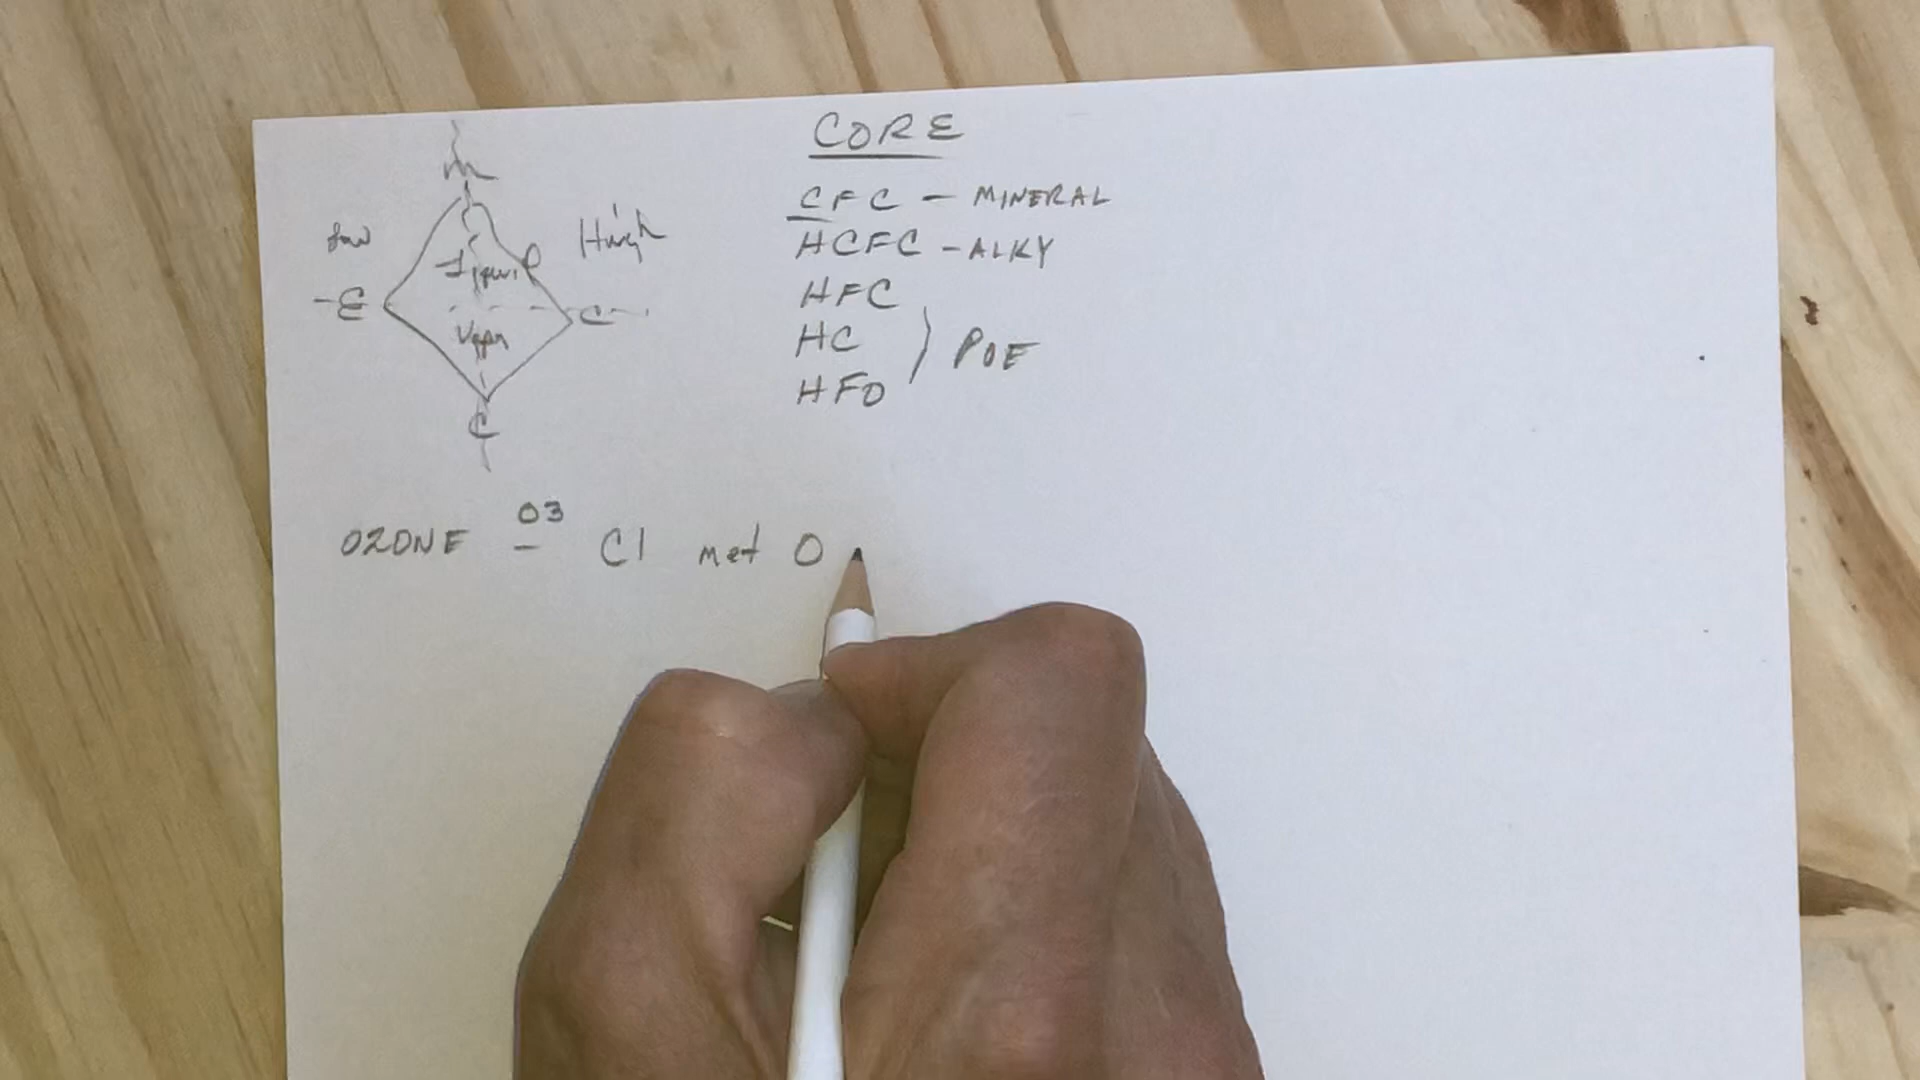 CORE
CFC - MINERAL
HCFC - ALKY
HFC
HC
HFO
POE
m
Low
High
Liquid
-E
C
Vapor
C
OZONE - O3 Cl met O